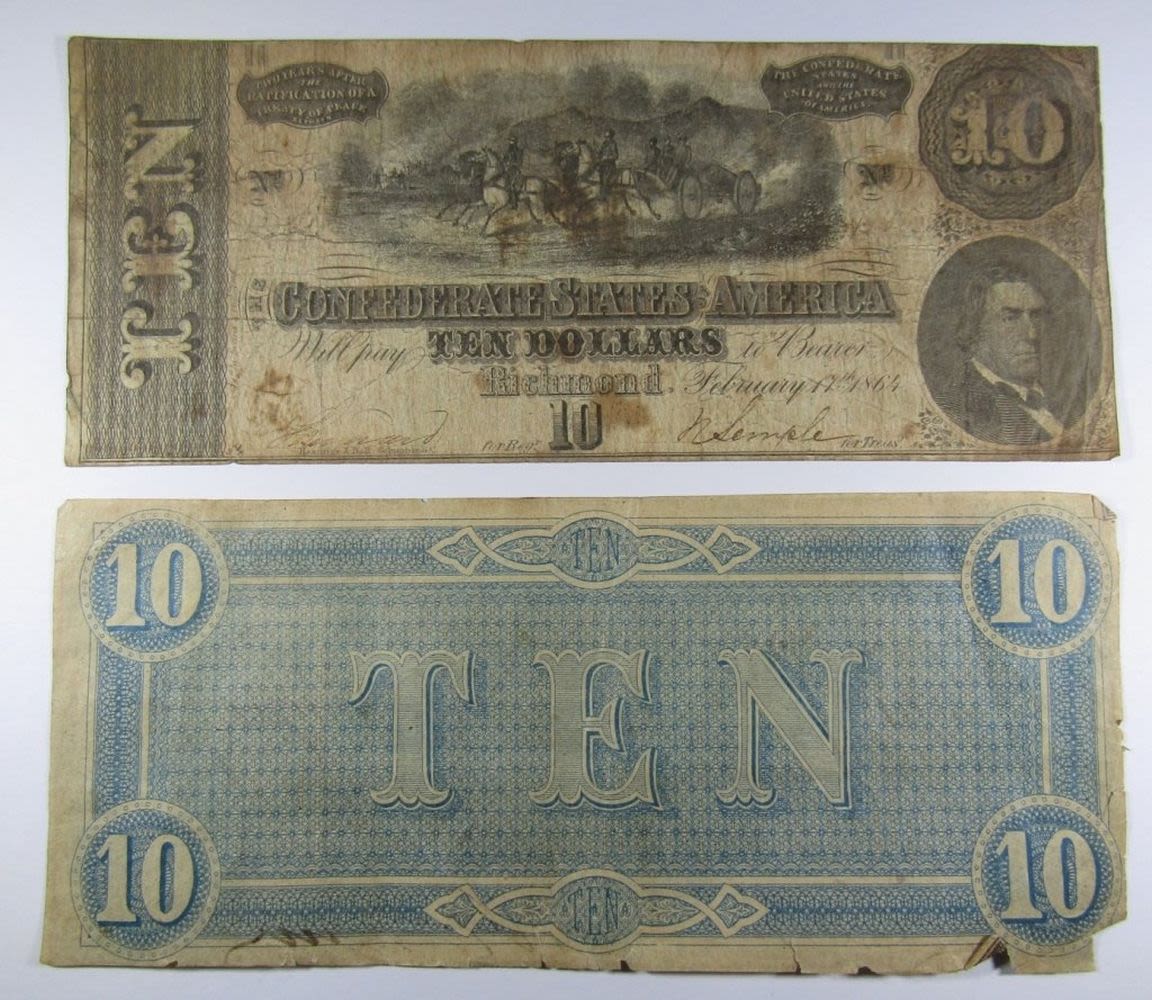 TWO YEARS AFTER
THE
RATIFICATION OF A
TREATY OF PEACE
BETWEEN
THE CONFEDERATE
STATES
AND THE
UNITED STATES
OF AMERICA.
10
TEN
No
No
THE CONFEDERATE STATES OF AMERICA
Will pay TEN DOLLARS to Bearer
Richmond. February 17th 1864
10
for Regr.
N Semple
for Treas
10
TEN
10
TEN
10
TEN
10